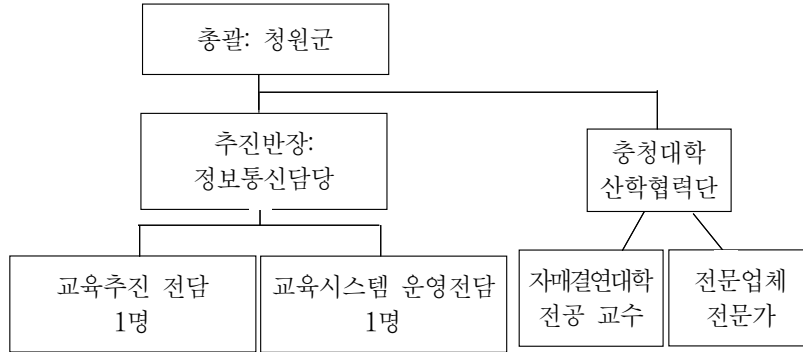 총괄: 청원군
추진반장:
정보통신담당
충청대학
산학협력단
교육추진 전담
1명
교육시스템 운영전담
1명
자매결연대학
전공 교수
전문업체
전문가